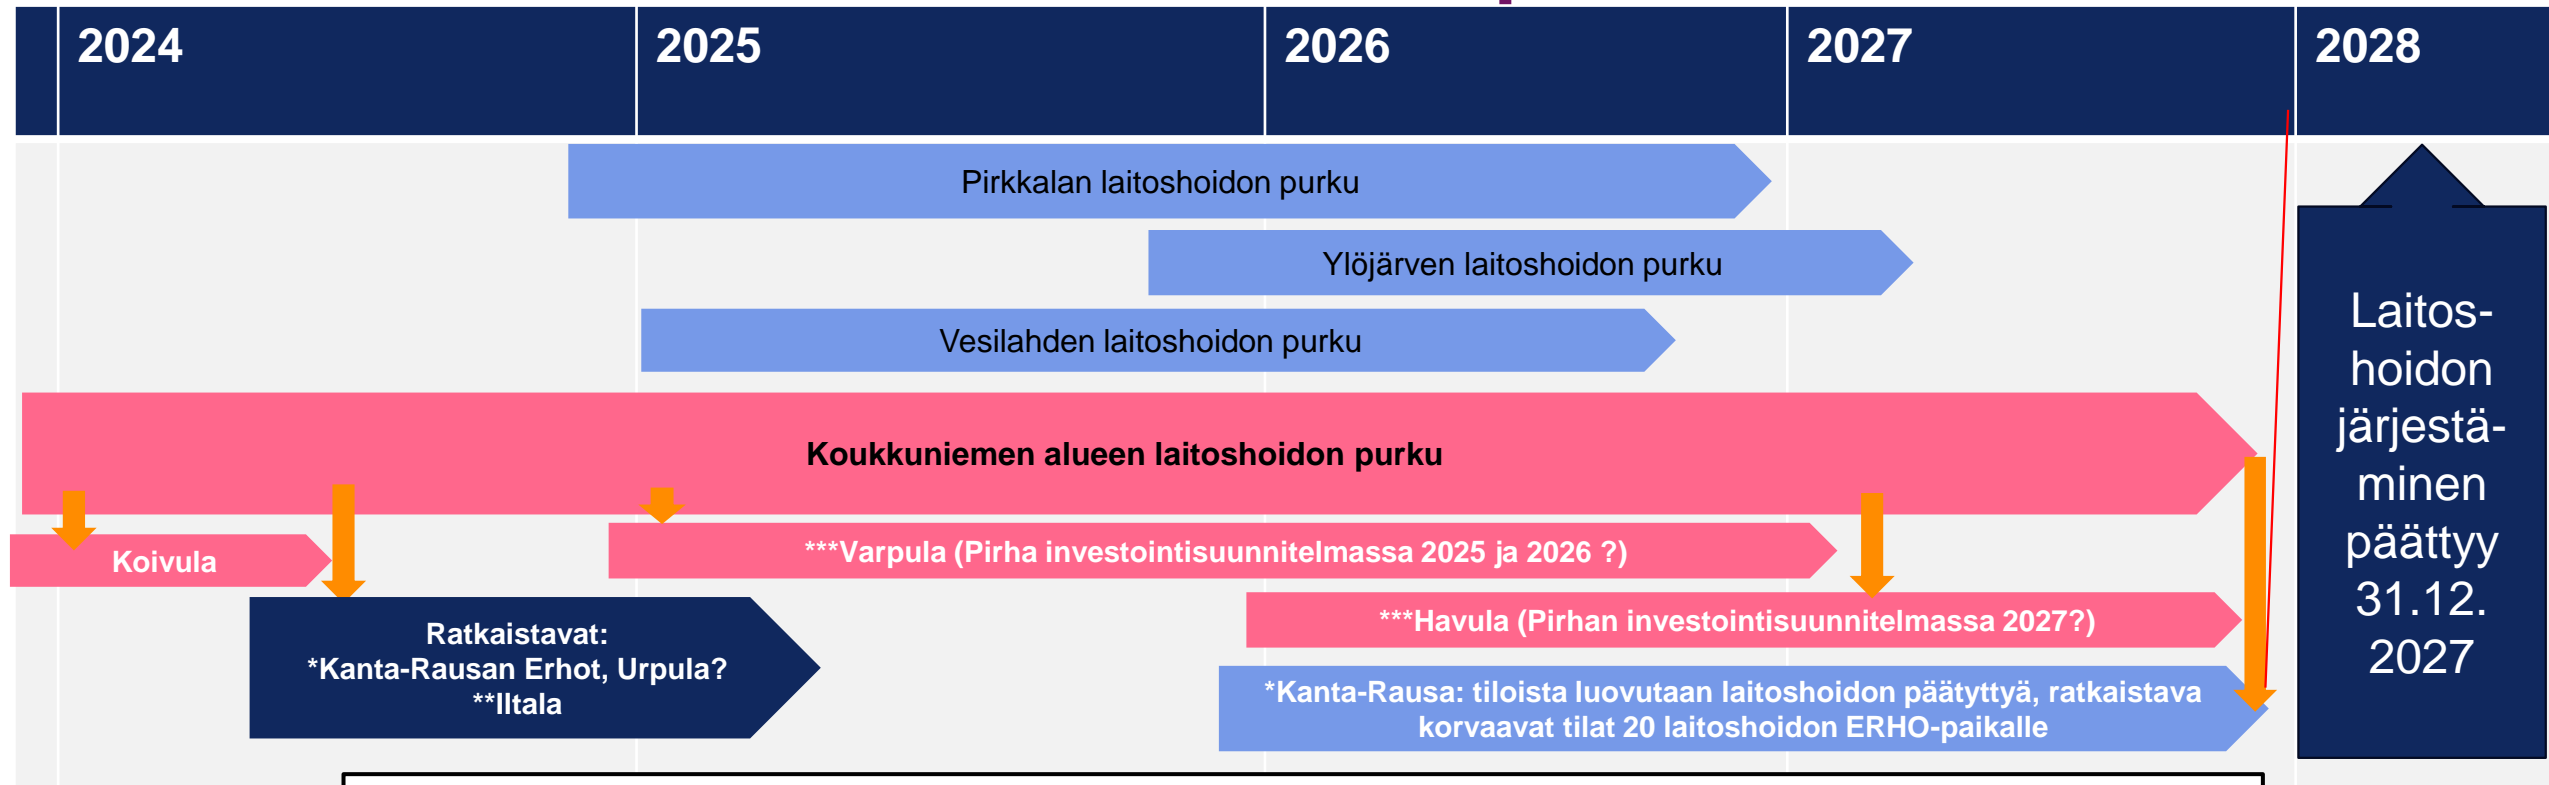 2024
2025
2026
2027
2028
Pirkkalan laitoshoidon purku
Ylöjärven laitoshoidon purku
Vesilahden laitoshoidon purku
Koukkuniemen alueen laitoshoidon purku
Koivula
***Varpula (Pirha investointisuunnitelmassa 2025 ja 2026 ?)
Ratkaistavat:
*Kanta-Rausan Erhot, Urpula?
**Iltala
***Havula (Pirhan investointisuunnitelmassa 2027?)
*Kanta-Rausa: tiloista luovutaan laitoshoidon päätyttyä, ratkaistava
korvaavat tilat 20 laitoshoidon ERHO-paikalle
Laitos-
hoidon
järjestä-
minen
päättyy
31.12.
2027